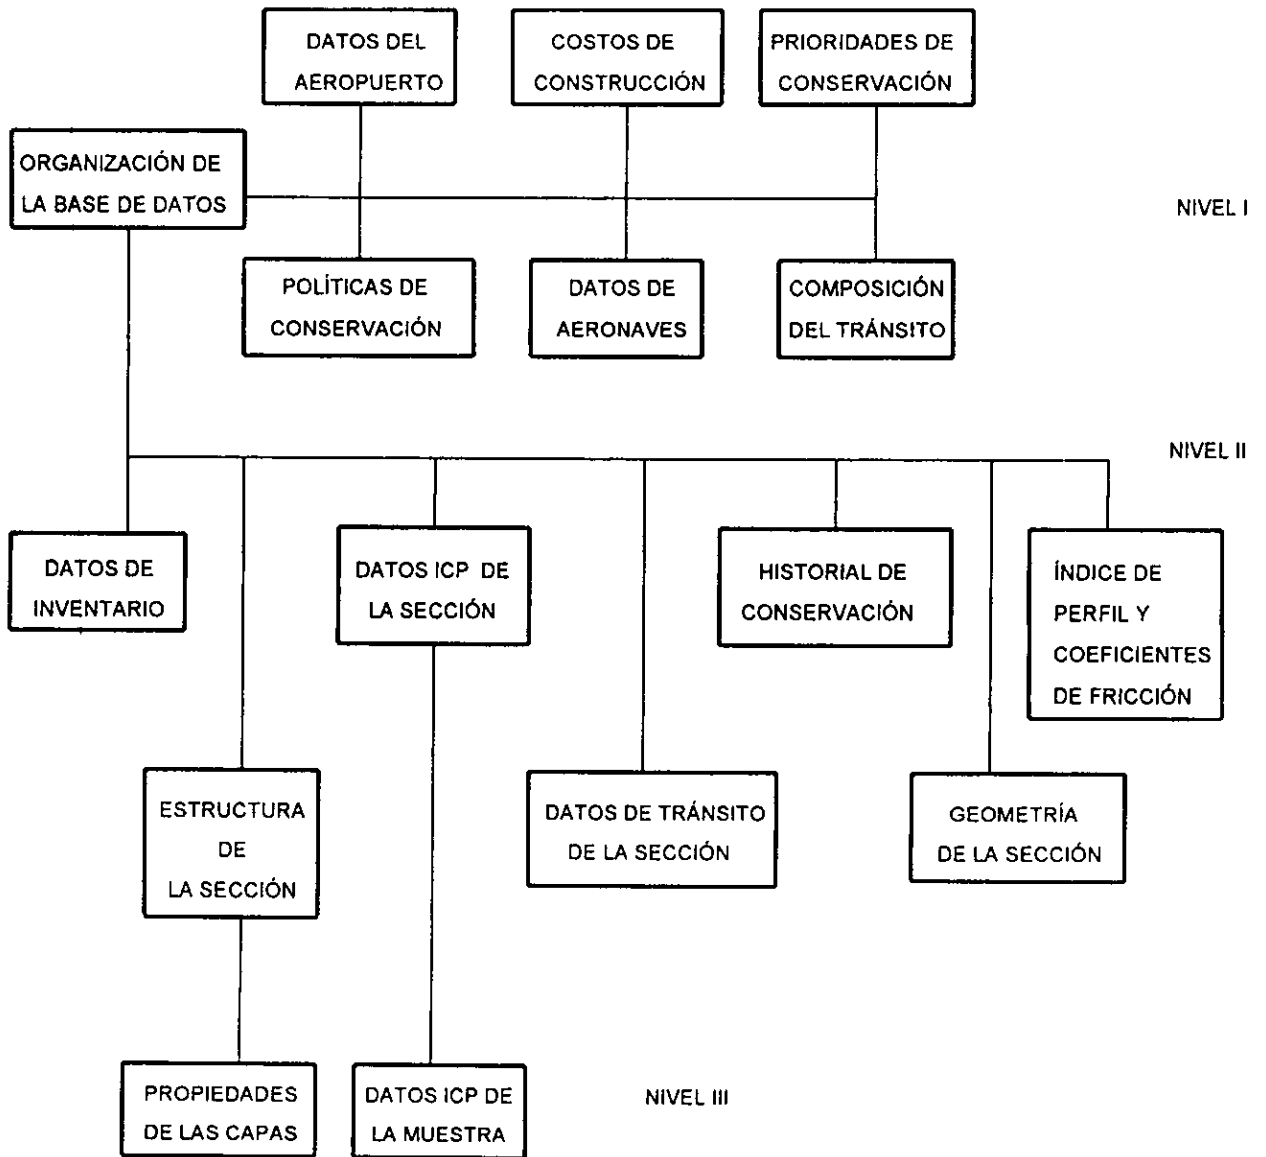 DATOS DEL
AEROPUERTO
COSTOS DE
CONSTRUCCIÓN
PRIORIDADES DE
CONSERVACIÓN
ORGANIZACIÓN DE
LA BASE DE DATOS
NIVEL I
POLÍTICAS DE
CONSERVACIÓN
DATOS DE
AERONAVES
COMPOSICIÓN
DEL TRÁNSITO
NIVEL II
DATOS DE
INVENTARIO
DATOS ICP DE
LA SECCIÓN
HISTORIAL DE
CONSERVACIÓN
ÍNDICE DE
PERFIL Y
COEFICIENTES
DE FRICCIÓN
ESTRUCTURA
DE
LA SECCIÓN
DATOS DE TRÁNSITO
DE LA SECCIÓN
GEOMETRÍA
DE LA SECCIÓN
PROPIEDADES
DE LAS CAPAS
DATOS ICP DE
LA MUESTRA
NIVEL III